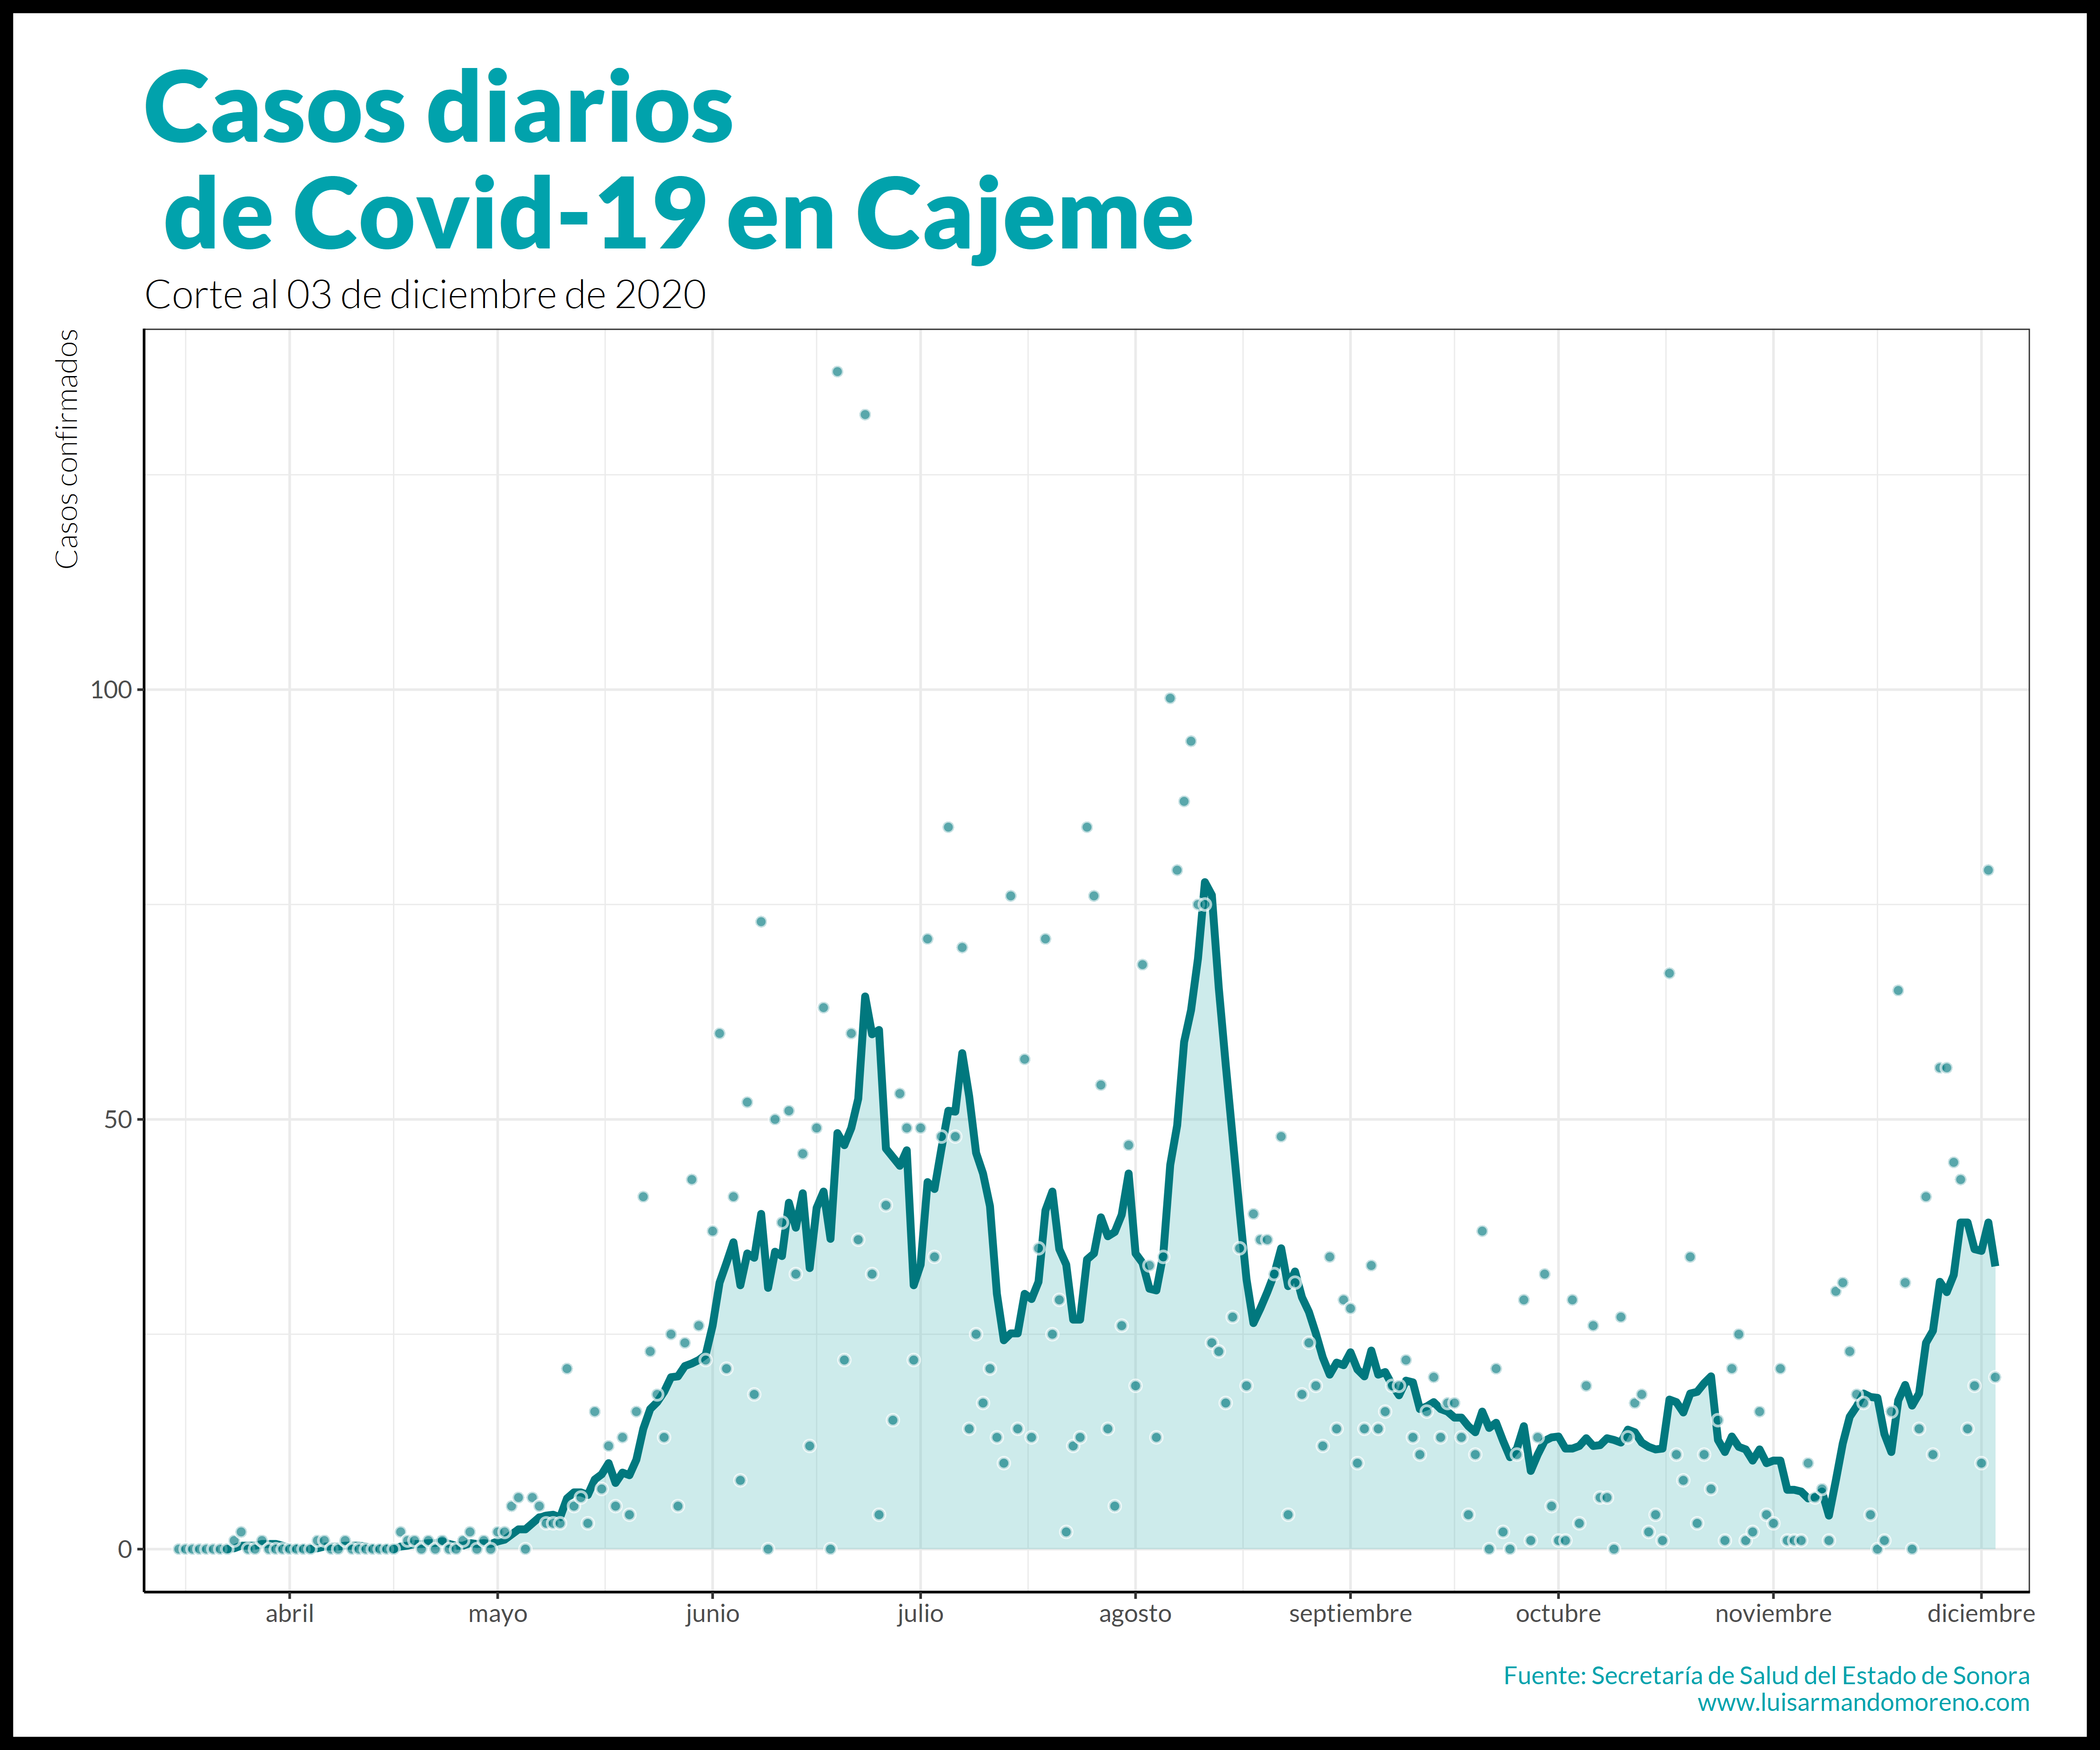 Casos diarios
de Covid-19 en Cajeme
Corte al 03 de diciembre de 2020
Casos confirmados
100
50
0
abril mayo junio julio agosto septiembre octubre noviembre diciembre
Fuente: Secretaría de Salud del Estado de Sonora
www.luisarmandomoreno.com